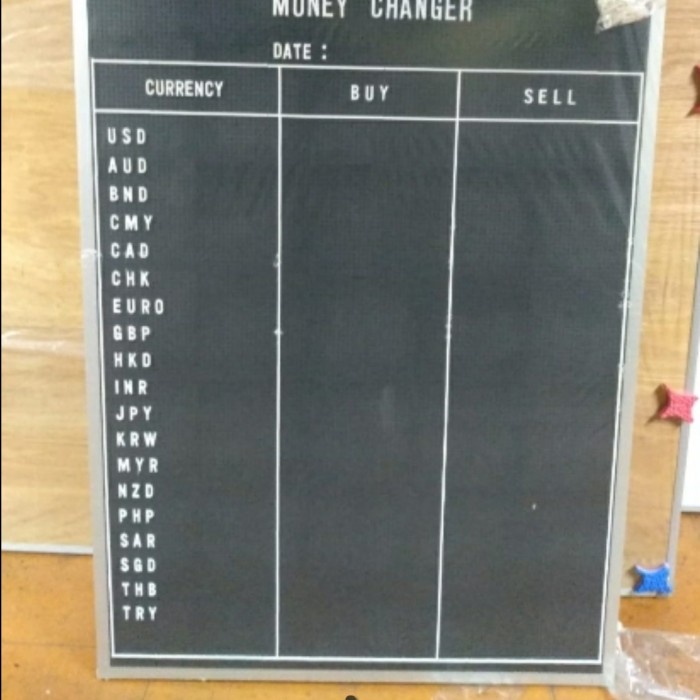 MONEY CHANGER
DATE :
CURRENCY BUY SELL
USD
AUD
BND
CMY
CAD
CHK
EURO
GBP
HKD
INR
JPY
KRW
MYR
NZD
PHP
SAR
SGD
THB
TRY